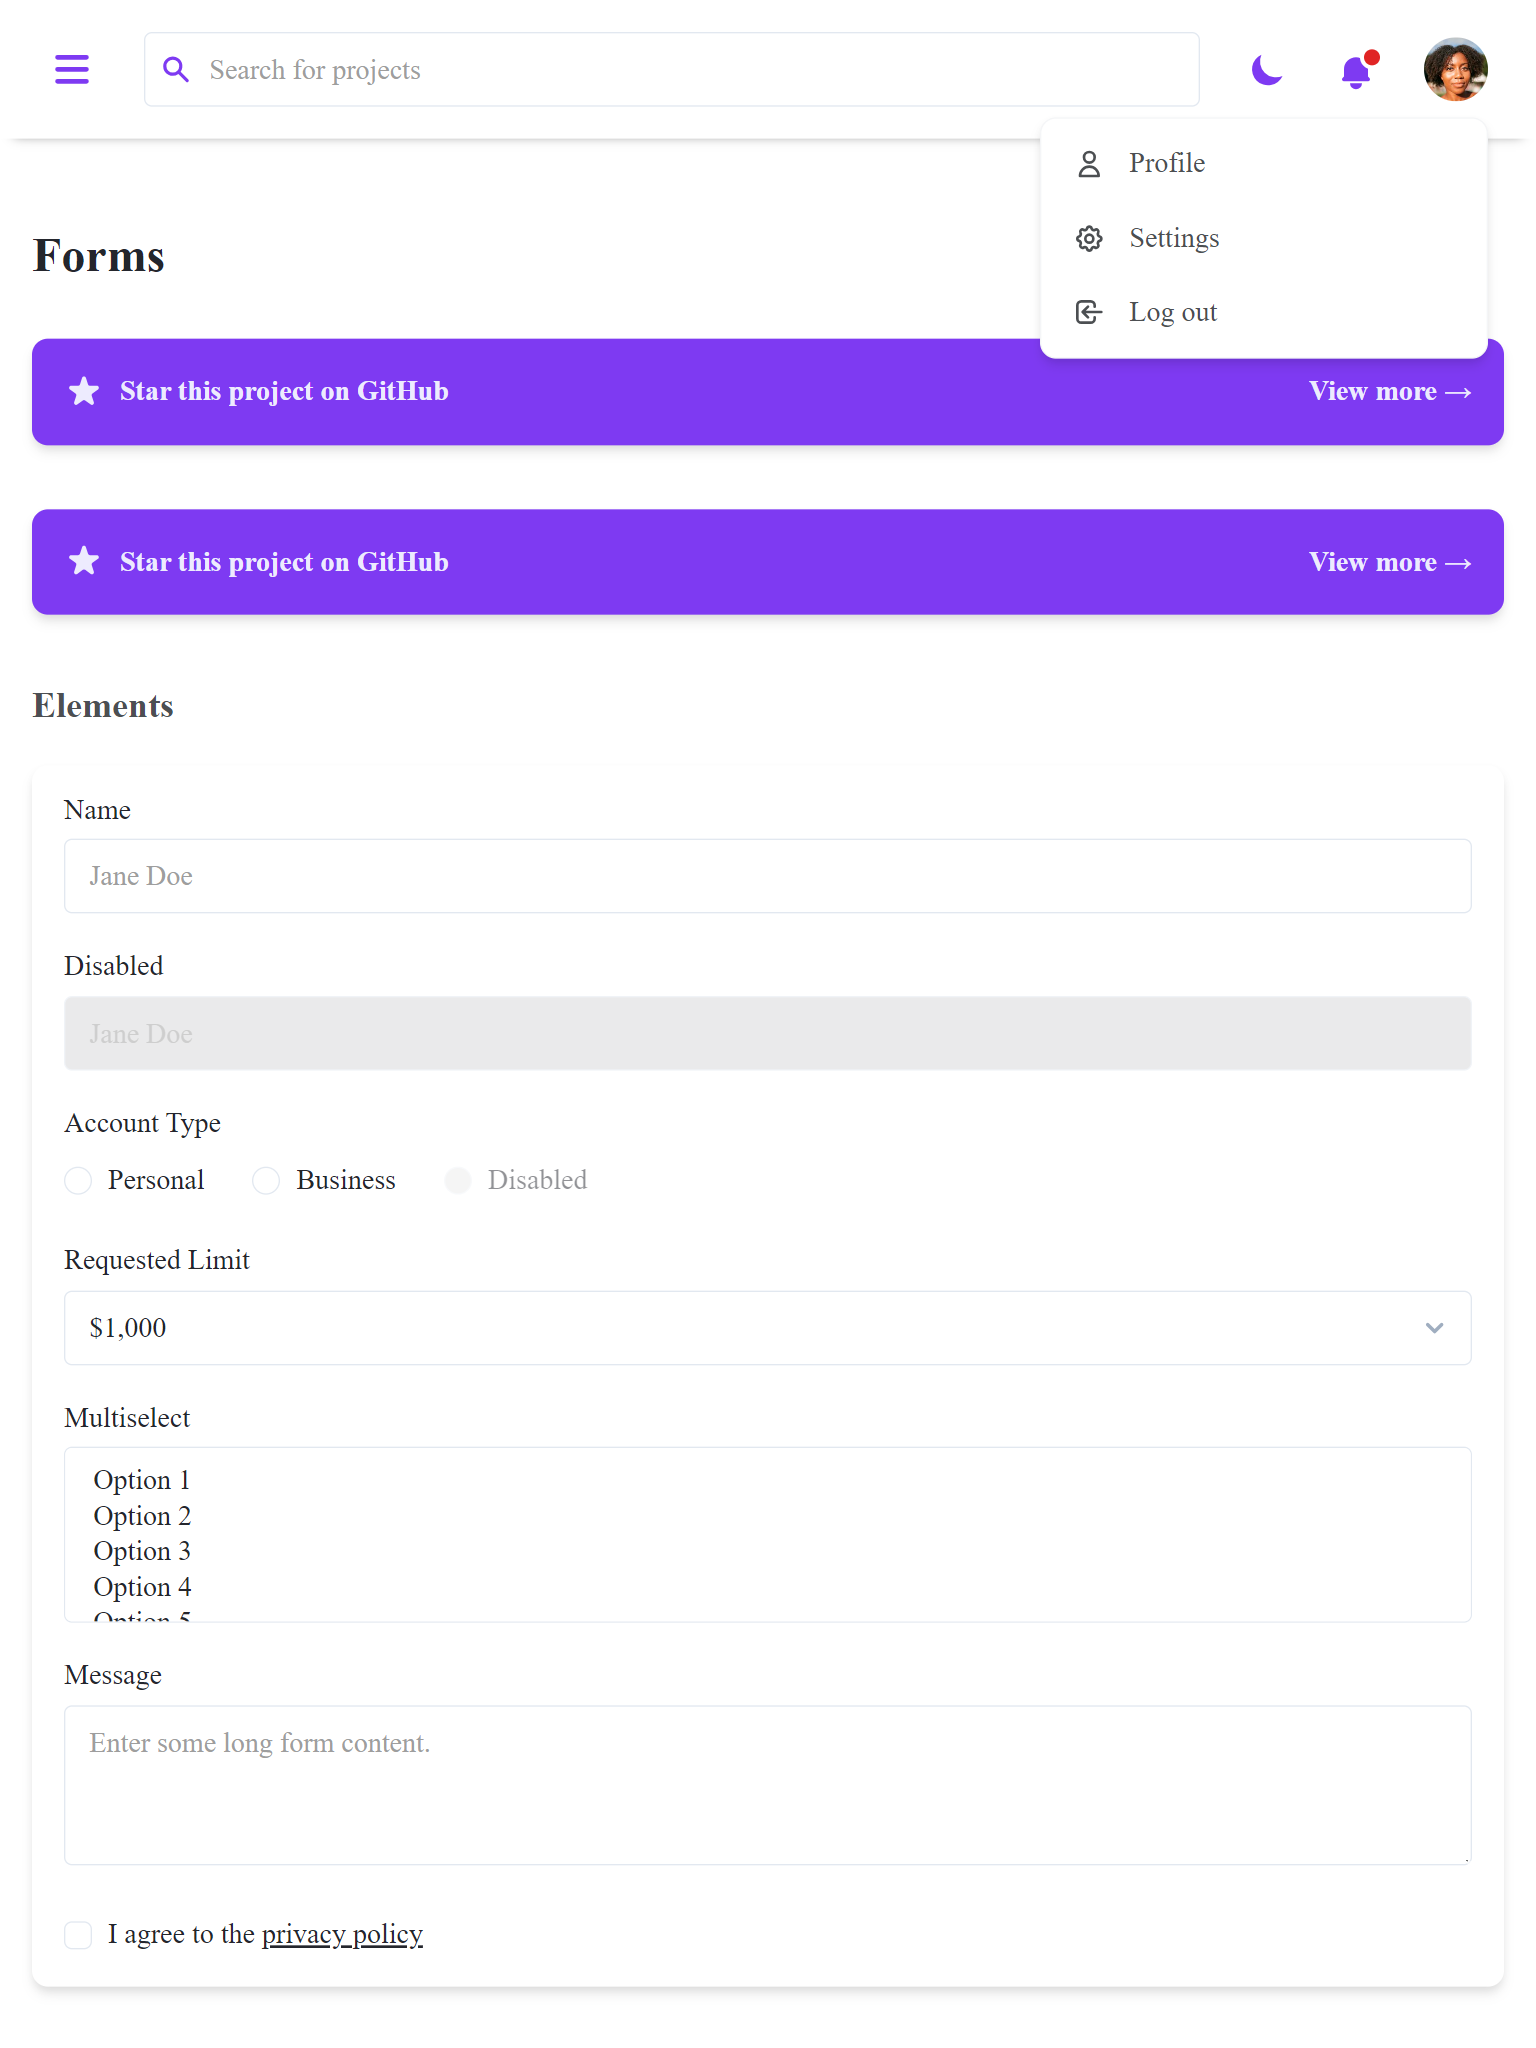 Search for projects
Profile
Settings
Log out
Forms
Star this project on GitHub
View more →
Star this project on GitHub
View more →
Elements
Name
Jane Doe
Disabled
Jane Doe
Account Type
Personal
Business
Disabled
Requested Limit
$1,000
Multiselect
Option 1
Option 2
Option 3
Option 4
Option 5
Message
Enter some long form content.
I agree to the privacy policy